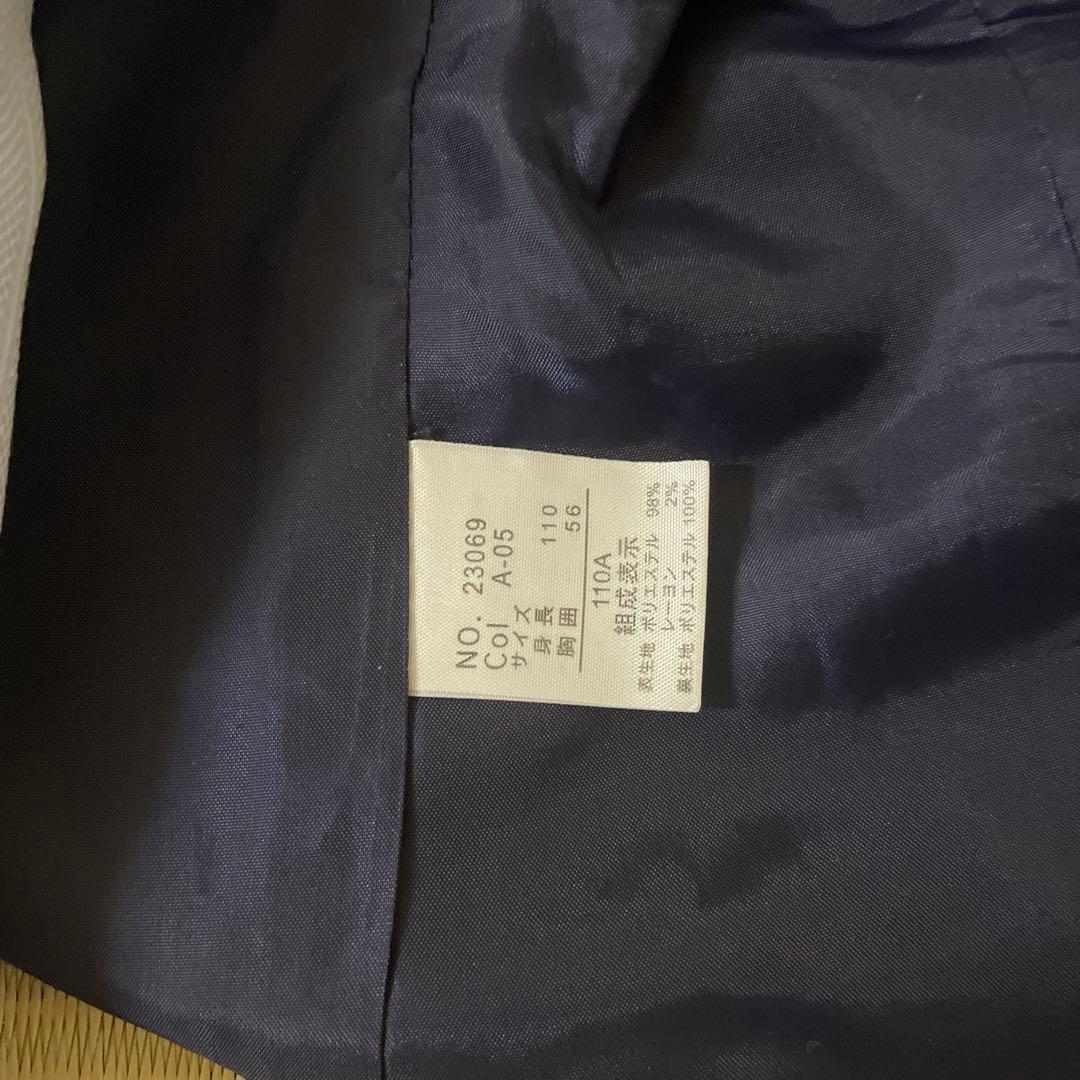 NO. 23069
Col A-05
サイズ
身長 110
胸囲 56
110A
組成表示
表生地 ポリエステル 98%
レーヨン 2%
裏生地 ポリエステル 100%